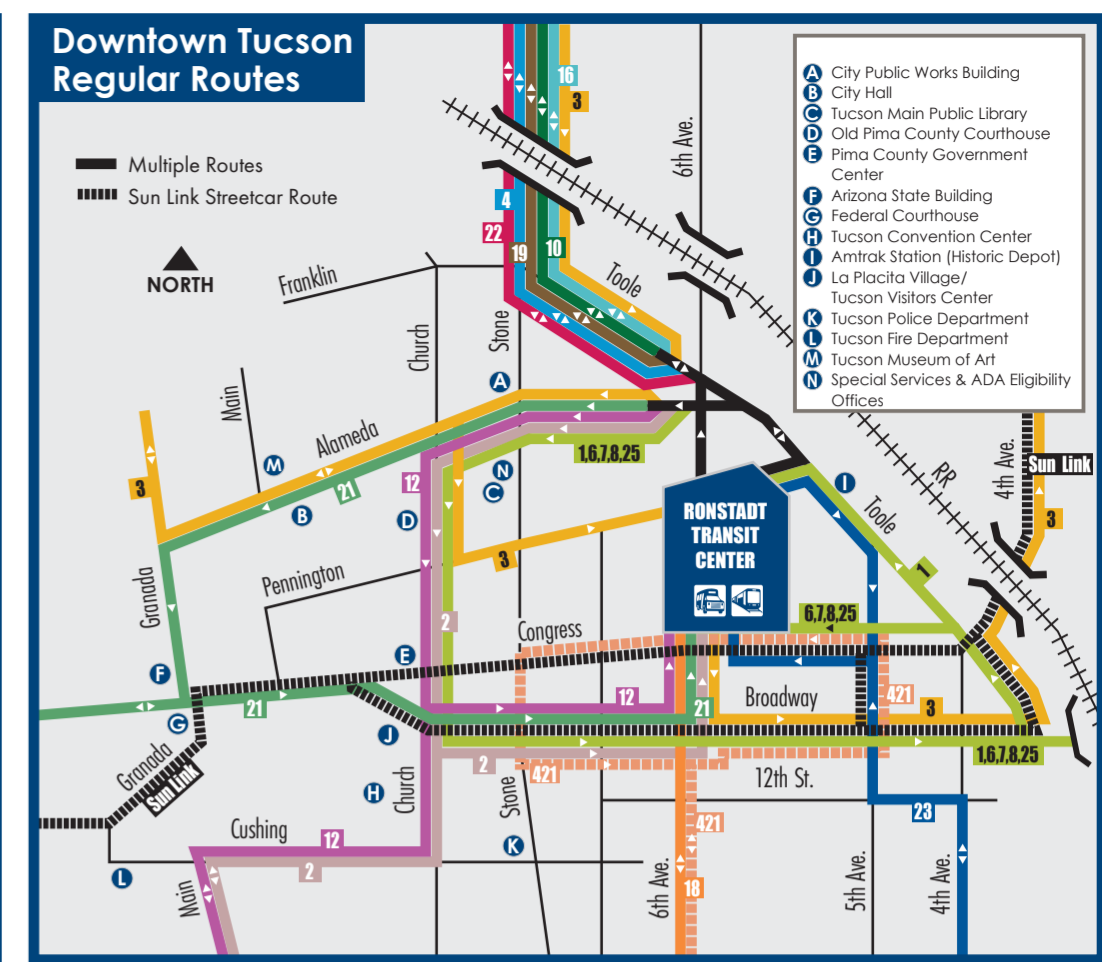 Downtown Tucson
Regular Routes
Multiple Routes
Sun Link Streetcar Route
NORTH
A City Public Works Building
B City Hall
C Tucson Main Public Library
D Old Pima County Courthouse
E Pima County Government
Center
F Arizona State Building
G Federal Courthouse
H Tucson Convention Center
I Amtrak Station (Historic Depot)
J La Placita Village/
Tucson Visitors Center
K Tucson Police Department
L Tucson Fire Department
M Tucson Museum of Art
N Special Services & ADA Eligibility
Offices
16
3
6th Ave.
4
22
19
10
Toole
Franklin
Church
Stone
A
Main
Alameda
M
3
21
B
12
D
N
C
1,6,7,8,25
I
Toole
RR
4th Ave.
Sun Link
3
RONSTADT
TRANSIT
CENTER
3
1
Granada
Pennington
2
Congress
6,7,8,25
E
F
G
21
12
21
Broadway
421
3
J
2
421
12th St.
1,6,7,8,25
Granada
Sun Link
H
Church
Stone
23
Cushing
12
2
K
421
18
L
Main
6th Ave.
5th Ave.
4th Ave.